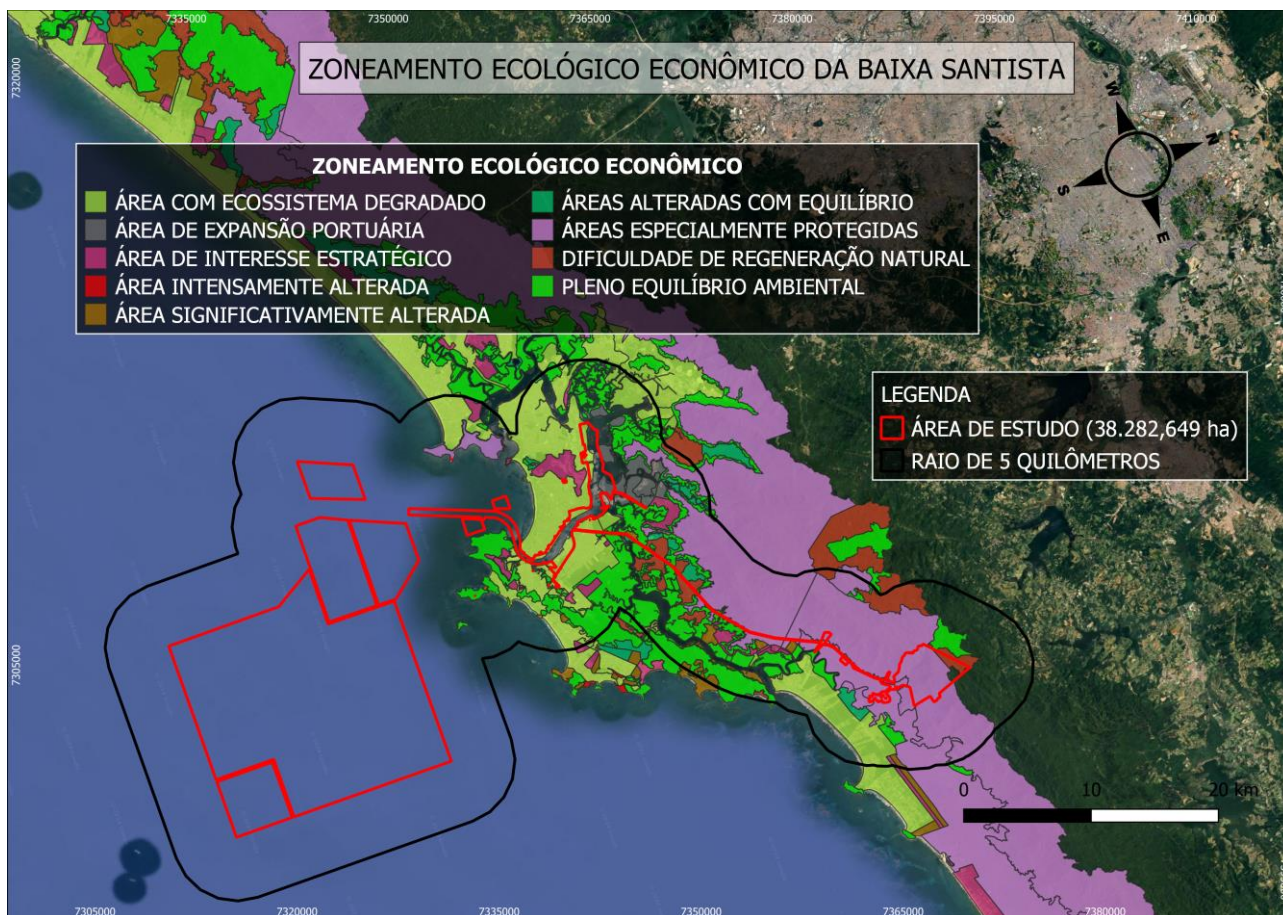 7335000 7350000 7365000 7380000 7395000 7410000
7320000
ZONEAMENTO ECOLÓGICO ECONÔMICO DA BAIXA SANTISTA
W
N
S
E
ZONEAMENTO ECOLÓGICO ECONÔMICO
ÁREA COM ECOSSISTEMA DEGRADADO
ÁREA DE EXPANSÃO PORTUÁRIA
ÁREA DE INTERESSE ESTRATÉGICO
ÁREA INTENSAMENTE ALTERADA
ÁREA SIGNIFICATIVAMENTE ALTERADA
ÁREAS ALTERADAS COM EQUILÍBRIO
ÁREAS ESPECIALMENTE PROTEGIDAS
DIFICULDADE DE REGENERAÇÃO NATURAL
PLENO EQUILÍBRIO AMBIENTAL
LEGENDA
ÁREA DE ESTUDO (38.282,649 ha)
RAIO DE 5 QUILÔMETROS
7305000
0 10 20 km
7305000 7320000 7335000 7350000 7365000 7380000